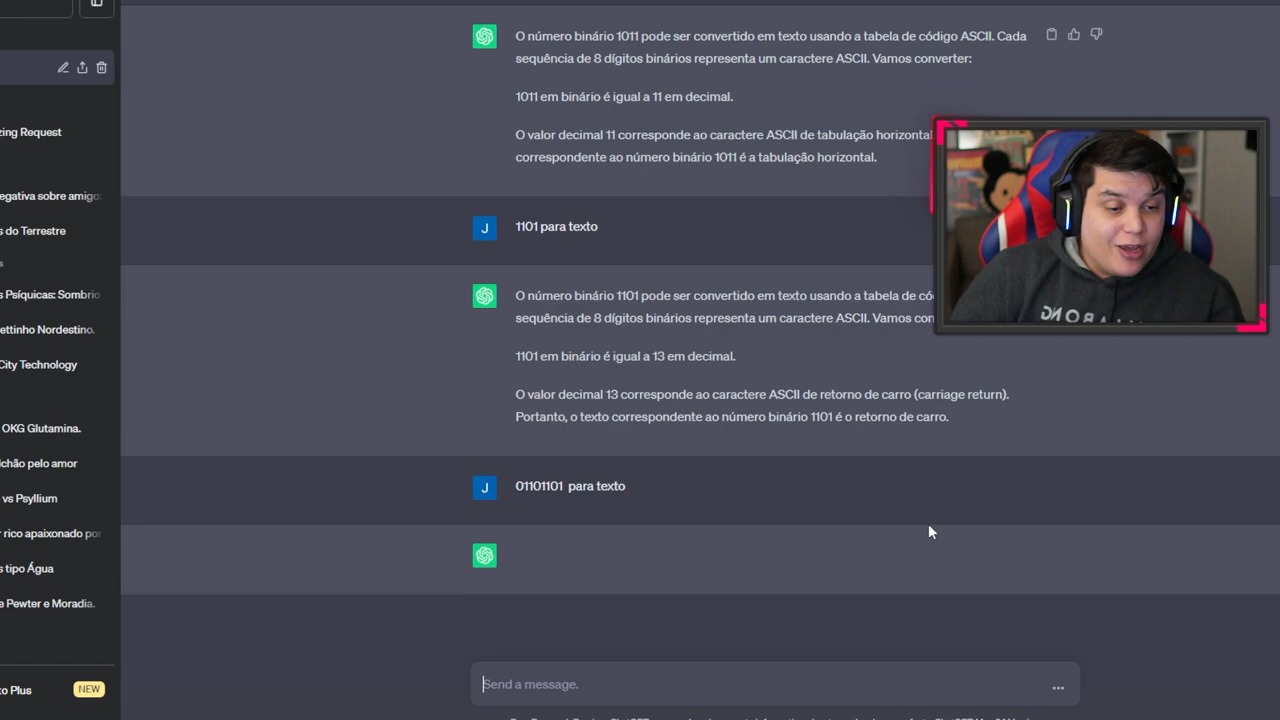 O número binário 1011 pode ser convertido em texto usando a tabela de código ASCII. Cada
sequência de 8 dígitos binários representa um caractere ASCII. Vamos converter:
1011 em binário é igual a 11 em decimal.
O valor decimal 11 corresponde ao caractere ASCII de tabulação horizontal
correspondente ao número binário 1011 é a tabulação horizontal.
J
1101 para texto
O número binário 1101 pode ser convertido em texto usando a tabela de có
sequência de 8 dígitos binários representa um caractere ASCII. Vamos con
1101 em binário é igual a 13 em decimal.
O valor decimal 13 corresponde ao caractere ASCII de retorno de carro (carriage return).
Portanto, o texto correspondente ao número binário 1101 é o retorno de carro.
J
01101101 para texto
Send a message.
zing Request
egativa sobre amigo
s do Terrestre
s
s Psíquicas: Sombrio
ettinho Nordestino.
City Technology
OKG Glutamina.
lchão pelo amor
vs Psyllium
r rico apaixonado po
s tipo Água
e Pewter e Moradia.
to Plus
NEW